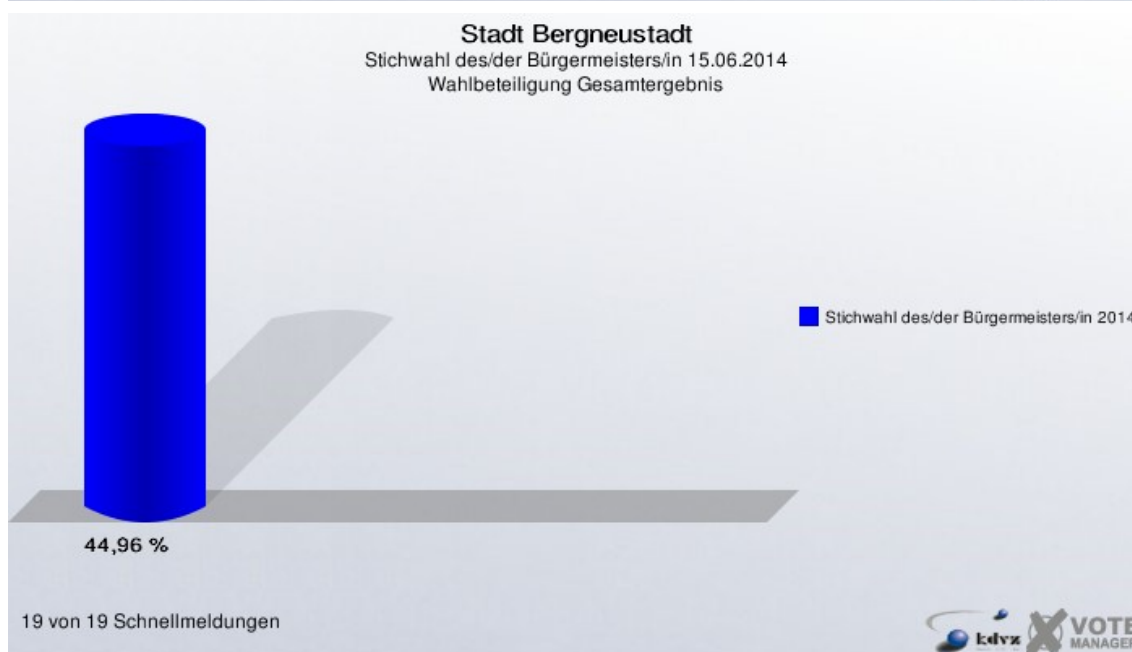 Stadt Bergneustadt
Stichwahl des/der Bürgermeisters/in 15.06.2014
Wahlbeteiligung Gesamtergebnis
Stichwahl des/der Bürgermeisters/in 2014
44,96 %
19 von 19 Schnellmeldungen
kdvz
VOTE
MANAGER